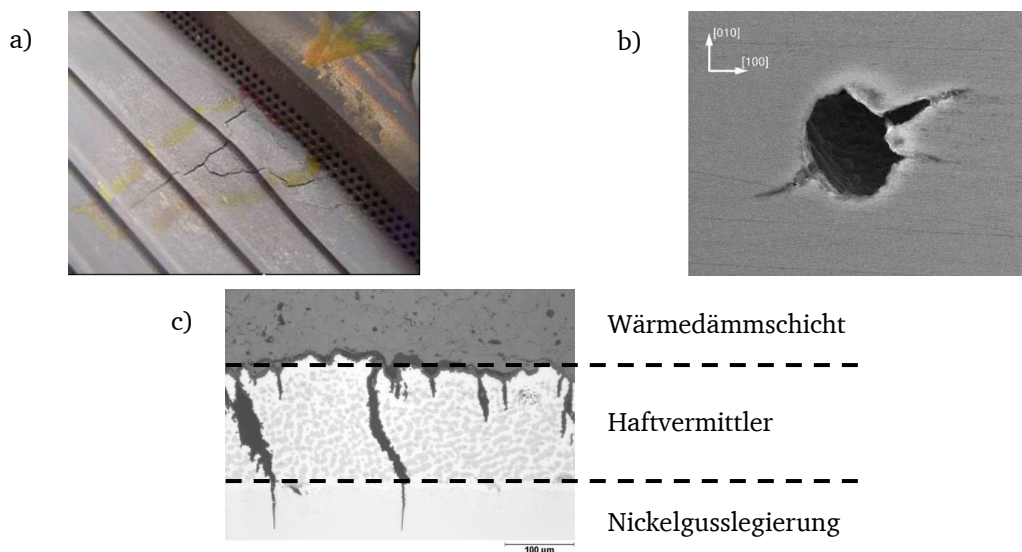 a)
b)
[010]
[100]
c)
Wärmedämmschicht
Haftvermittler
Nickelgusslegierung
100 µm